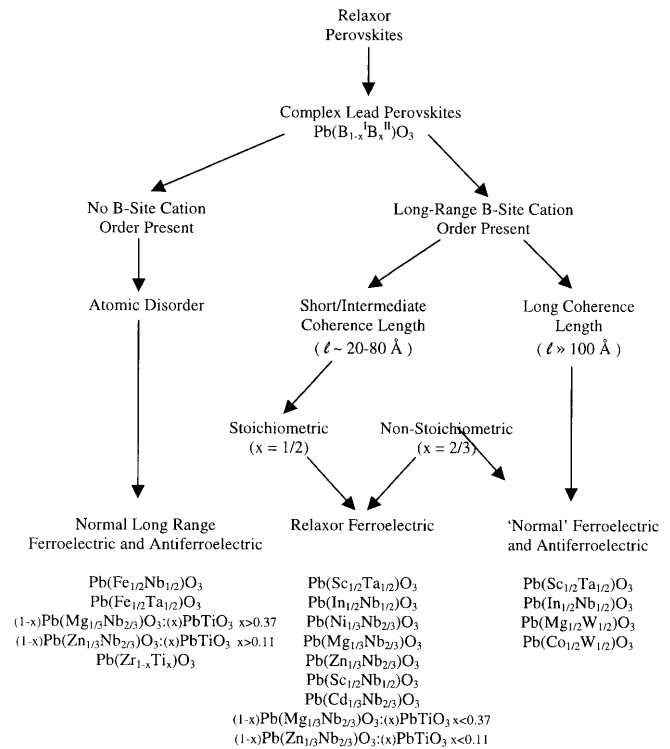 Relaxor
Perovskites
Complex Lead Perovskites
Pb(B₁₋ₓᴵBₓᴵᴵ)O₃
No B-Site Cation
Order Present
Long-Range B-Site Cation
Order Present
Atomic Disorder
Short/Intermediate
Coherence Length
( ℓ ~ 20-80 Å )
Long Coherence
Length
( ℓ » 100 Å )
Stoichiometric
(x = 1/2)
Non-Stoichiometric
(x = 2/3)
Normal Long Range
Ferroelectric and Antiferroelectric
Pb(Fe₁/₂Nb₁/₂)O₃
Pb(Fe₁/₂Ta₁/₂)O₃
(1-x)Pb(Mg₁/₃Nb₂/₃)O₃:(x)PbTiO₃ x>0.37
(1-x)Pb(Zn₁/₃Nb₂/₃)O₃:(x)PbTiO₃ x>0.11
Pb(Zr₁₋ₓTiₓ)O₃
Relaxor Ferroelectric
Pb(Sc₁/₂Ta₁/₂)O₃
Pb(In₁/₂Nb₁/₂)O₃
Pb(Ni₁/₃Nb₂/₃)O₃
Pb(Mg₁/₃Nb₂/₃)O₃
Pb(Zn₁/₃Nb₂/₃)O₃
Pb(Sc₁/₂Nb₁/₂)O₃
Pb(Cd₁/₃Nb₂/₃)O₃
(1-x)Pb(Mg₁/₃Nb₂/₃)O₃:(x)PbTiO₃ x<0.37
(1-x)Pb(Zn₁/₃Nb₂/₃)O₃:(x)PbTiO₃ x<0.11
'Normal' Ferroelectric
and Antiferroelectric
Pb(Sc₁/₂Ta₁/₂)O₃
Pb(In₁/₂Nb₁/₂)O₃
Pb(Mg₁/₂W₁/₂)O₃
Pb(Co₁/₂W₁/₂)O₃